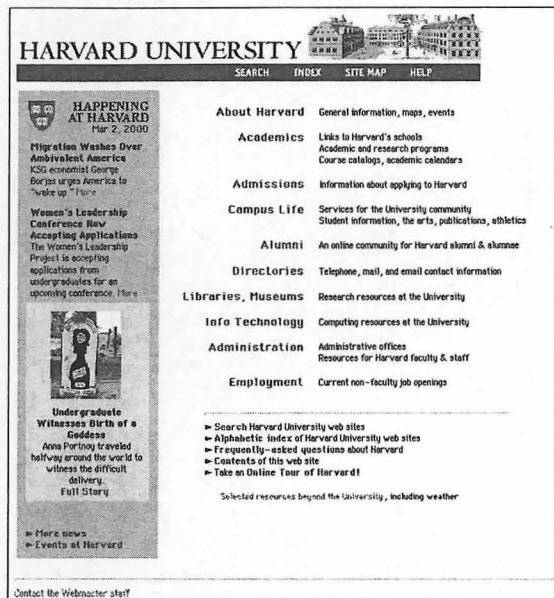 HARVARD UNIVERSITY
SEARCH INDEX SITE MAP HELP
HAPPENING
AT HARVARD
Mar 2, 2000
Migration Washes Over
Ambivalent America
KSG economist George
Borjas urges America to
"wake up." More
Women's Leadership
Conference Now
Accepting Applications
The Women's Leadership
Project is accepting
applications from
undergraduates for an
upcoming conference. More
Undergraduate
Witnesses Birth of a
Goddess
Anna Portnoy traveled
halfway around the world to
witness the difficult
delivery.
Full Story
► More news
► Events at Harvard
About Harvard General information, maps, events
Academics Links to Harvard's schools
Academic and research programs
Course catalogs, academic calendars
Admissions Information about applying to Harvard
Campus Life Services for the University community
Student information, the arts, publications, athletics
Alumni An online community for Harvard alumni & alumnae
Directories Telephone, mail, and email contact information
Libraries, Museums Research resources at the University
Info Technology Computing resources at the University
Administration Administrative offices
Resources for Harvard faculty & staff
Employment Current non-faculty job openings
► Search Harvard University web sites
► Alphabetic index of Harvard University web sites
► Frequently-asked questions about Harvard
► Contents of this web site
► Take an Online Tour of Harvard!
Selected resources beyond the University, including weather
Contact the Webmaster staff